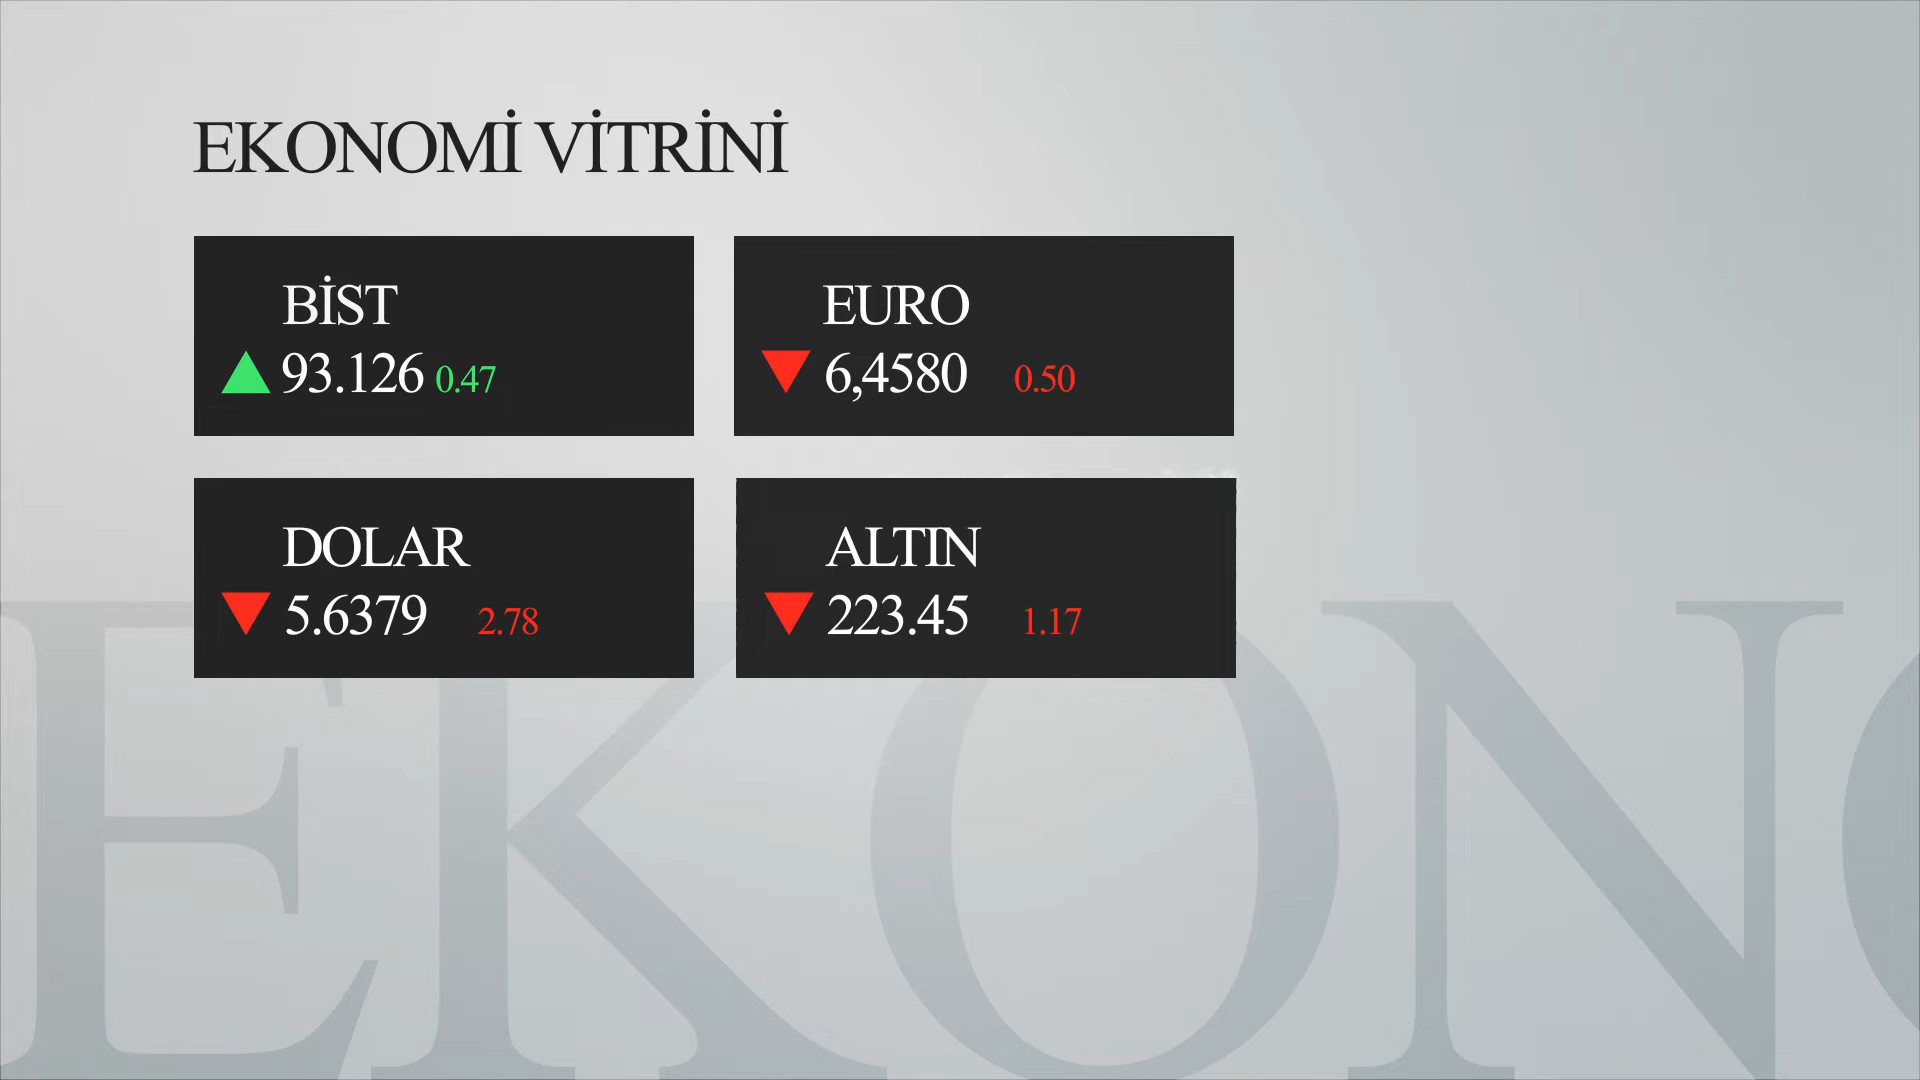 EKONOMİ VİTRİNİ
BİST
93.126 0.47
EURO
6,4580 0.50
DOLAR
5.6379 2.78
ALTIN
223.45 1.17
EKONO